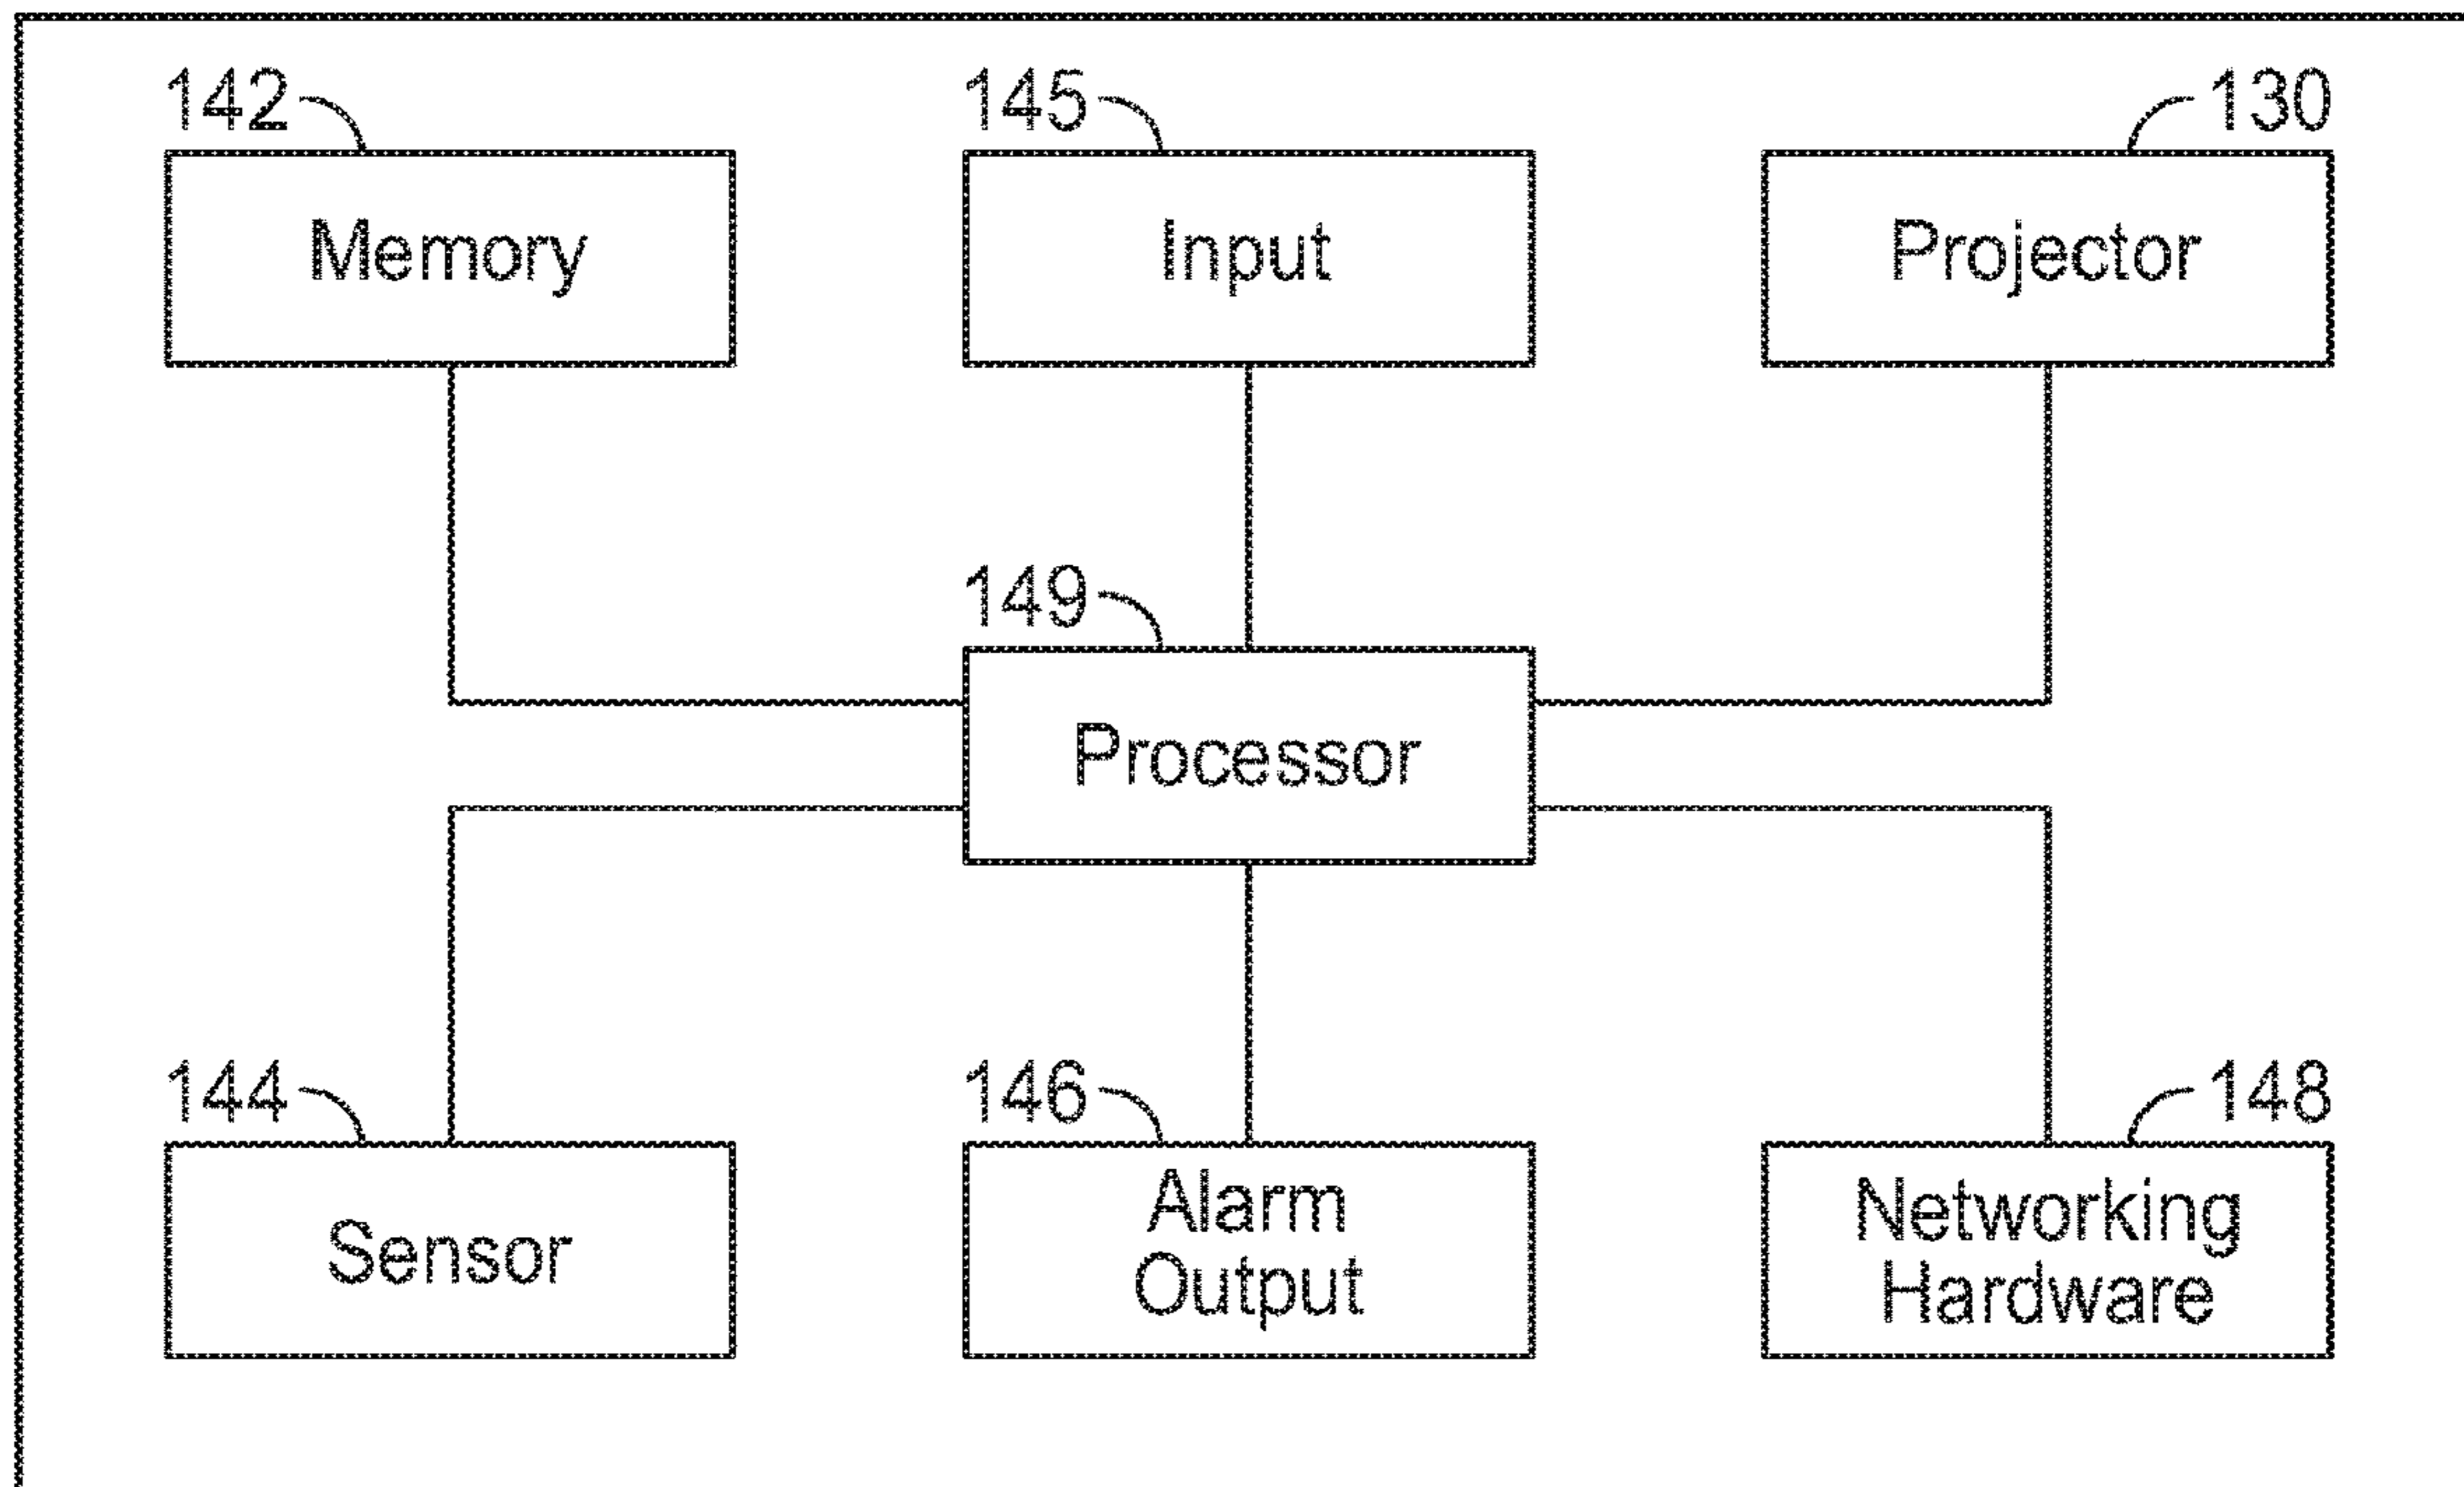 142
145
130
Memory
Input
Projector
149
Processor
144
146
148
Sensor
Alarm
Output
Networking
Hardware